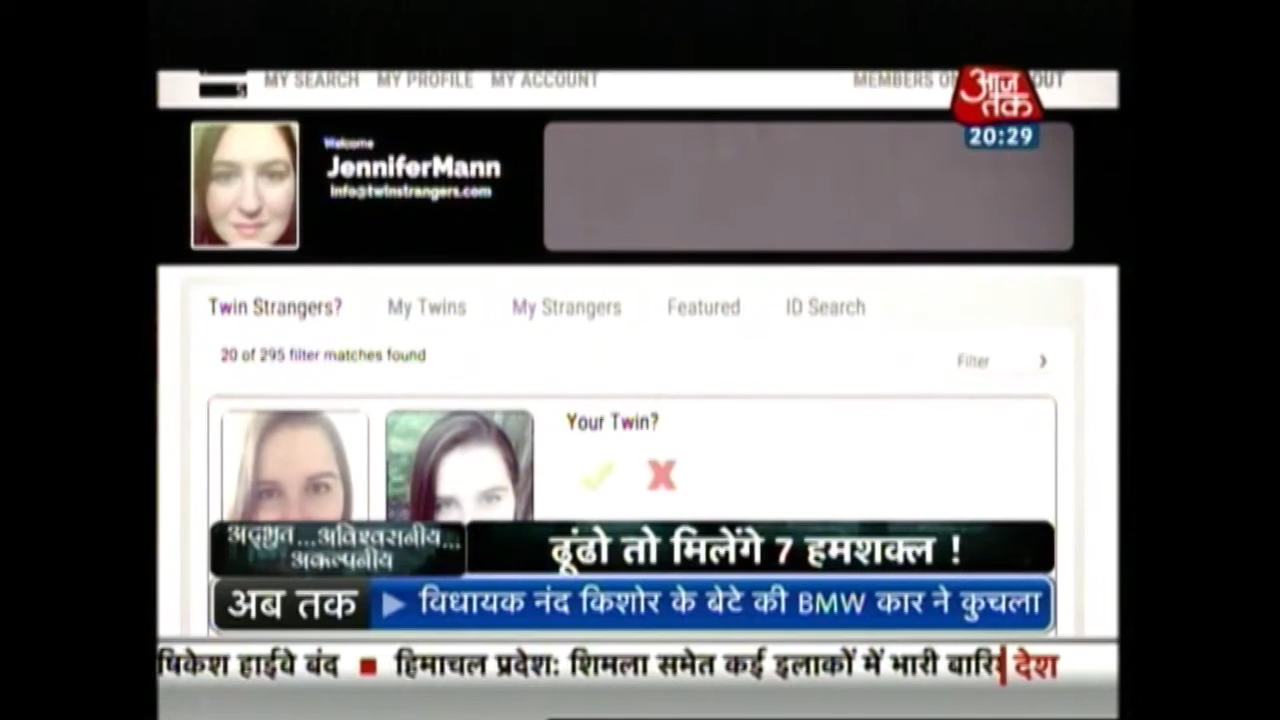 MY SEARCH MY PROFILE MY ACCOUNT MEMBERS
आज तक
20:29
Welcome
JenniferMann
info@twinstrangers.com
Twin Strangers? My Twins My Strangers Featured ID Search
20 of 295 filter matches found
Filter
Your Twin?
अद्भुत...अविश्वसनीय...
अकल्पनीय
ढूंढो तो मिलेंगे 7 हमशक्ल !
अब तक
विधायक नंद किशोर के बेटे की BMW कार ने कुचला
षिकेश हाईवे बंद हिमाचल प्रदेश: शिमला समेत कई इलाकों में भारी देश